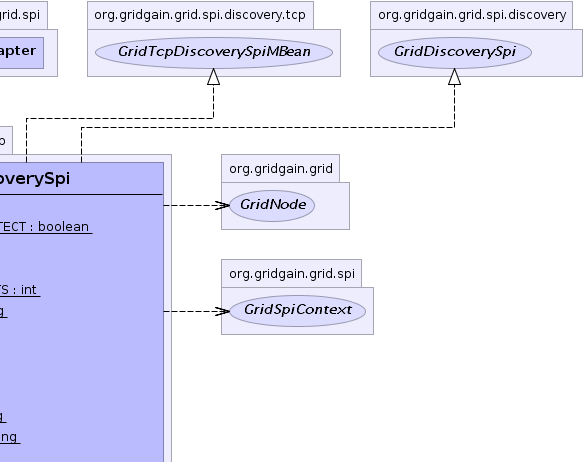 grid.spi
org.gridgain.grid.spi.discovery.tcp
org.gridgain.grid.spi.discovery
apter
GridTcpDiscoverySpiMBean
GridDiscoverySpi
p
overySpi
org.gridgain.grid
GridNode
TECT : boolean
org.gridgain.grid.spi
TS : int
GridSpiContext
g
g
ng